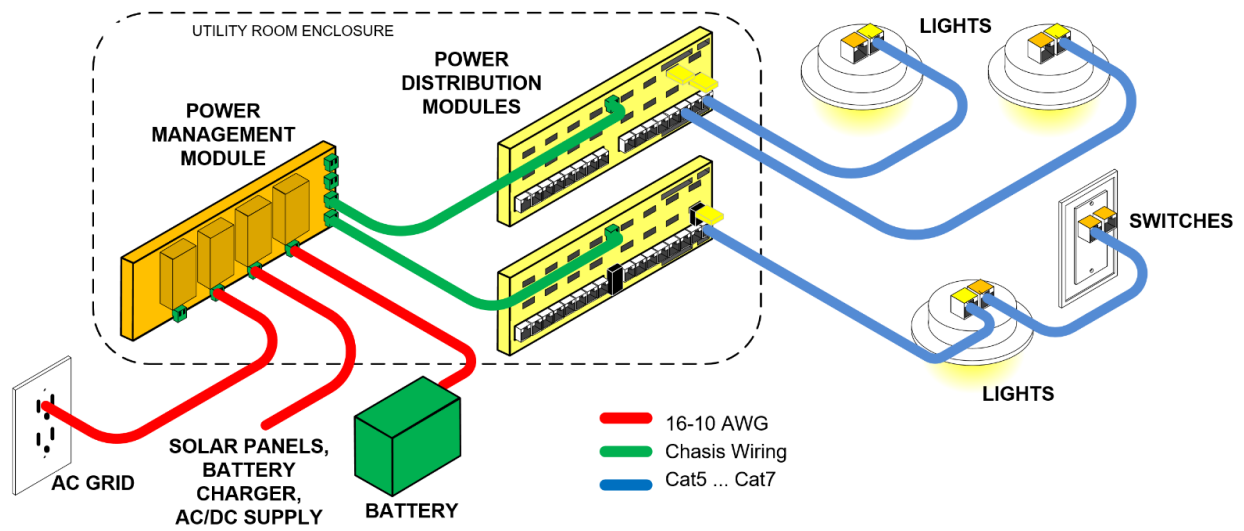 UTILITY ROOM ENCLOSURE
POWER
DISTRIBUTION
MODULES
LIGHTS
POWER
MANAGEMENT
MODULE
SWITCHES
LIGHTS
AC GRID
SOLAR PANELS,
BATTERY
CHARGER,
AC/DC SUPPLY
BATTERY
16-10 AWG
Chasis Wiring
Cat5 ... Cat7